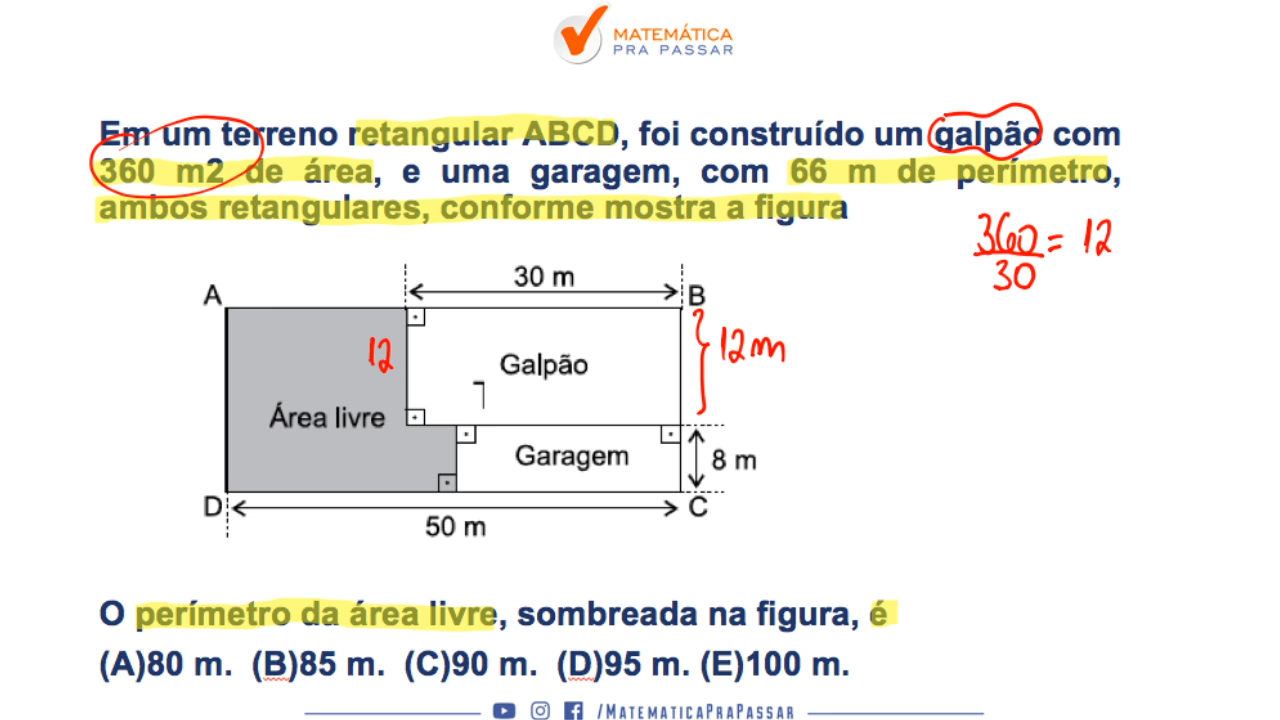 MATEMÁTICA
PRA PASSAR
Em um terreno retangular ABCD, foi construído um galpão com
360 m2 de área, e uma garagem, com 66 m de perímetro,
ambos retangulares, conforme mostra a figura
360
30
= 12
30 m
A
B
12
Galpão
12m
Área livre
Garagem
8 m
D
C
50 m
O perímetro da área livre, sombreada na figura, é
(A)80 m. (B)85 m. (C)90 m. (D)95 m. (E)100 m.
/MATEMATICAPRAPASSAR